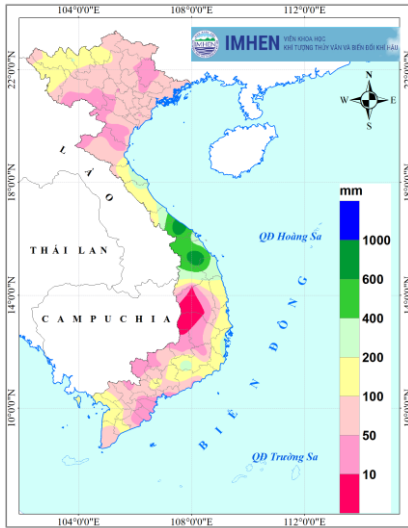 104°0'0"E
108°0'0"E
112°0'0"E
IMHEN
VIỆN KHOA HỌC
KHÍ TƯỢNG THỦY VĂN VÀ BIẾN ĐỔI KHÍ HẬU
IMHEN
22°0'0"N
N
W
E
S
LÀO
18°0'0"N
mm
QĐ Hoàng Sa
1000
THÁI LAN
600
14°0'0"N
CAMPUCHIA
400
BIỂN ĐÔNG
200
100
10°0'0"N
50
QĐ Trường Sa
10
104°0'0"E
108°0'0"E
112°0'0"E